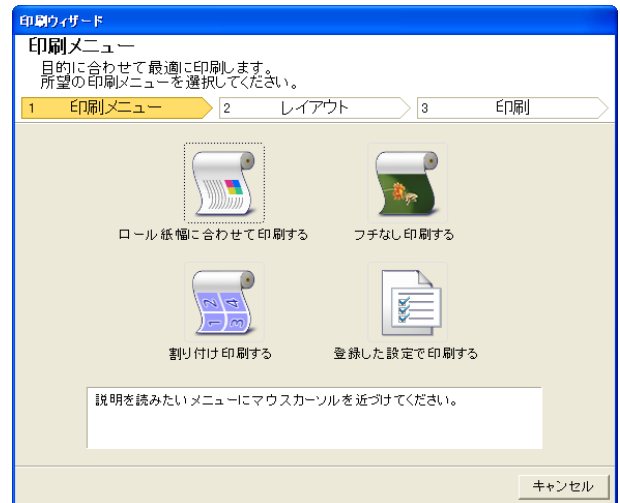 印刷ウィザード
印刷メニュー
目的に合わせて最適に印刷します。
所望の印刷メニューを選択してください。
1 印刷メニュー 2 レイアウト 3 印刷
ロール紙幅に合わせて印刷する フチなし印刷する
1 2 3 4
割り付け印刷する 登録した設定で印刷する
説明を読みたいメニューにマウスカーソルを近づけてください。
キャンセル